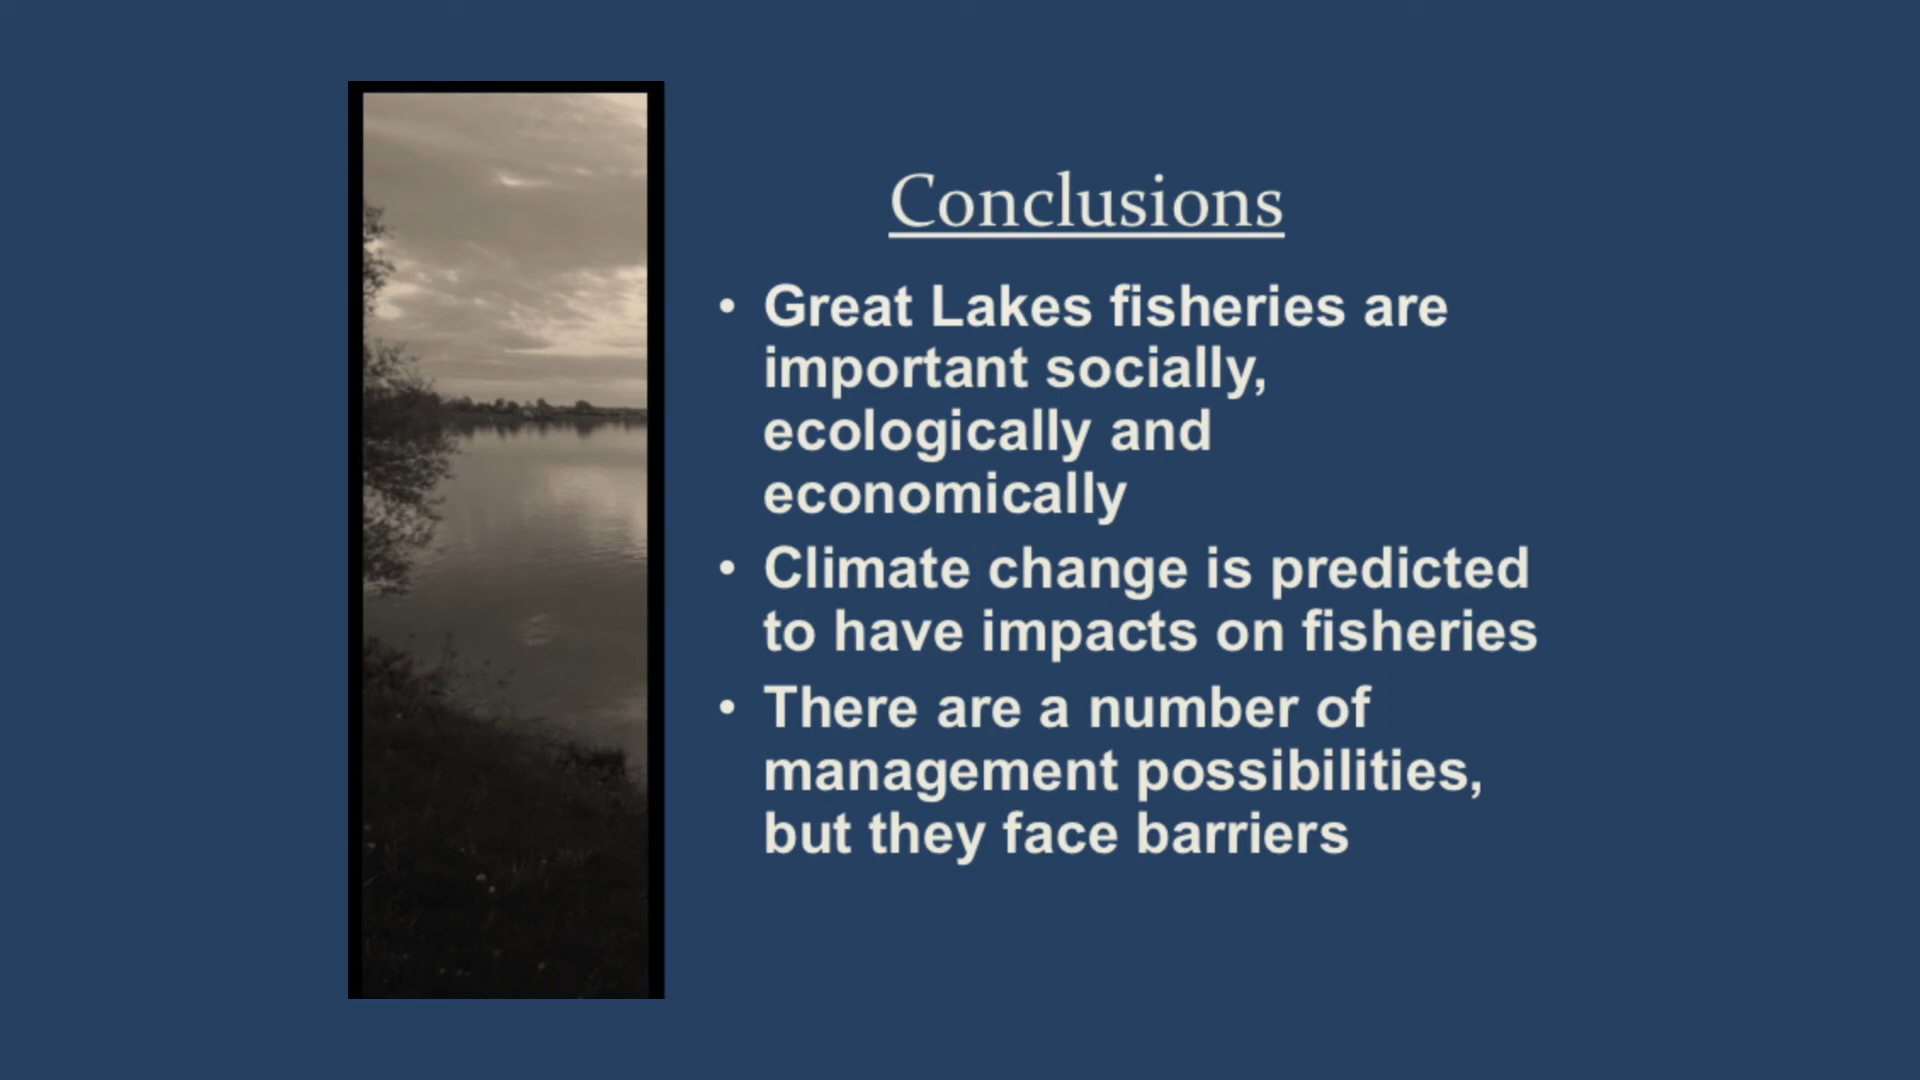 Conclusions
• Great Lakes fisheries are
important socially,
ecologically and
economically
• Climate change is predicted
to have impacts on fisheries
• There are a number of
management possibilities,
but they face barriers